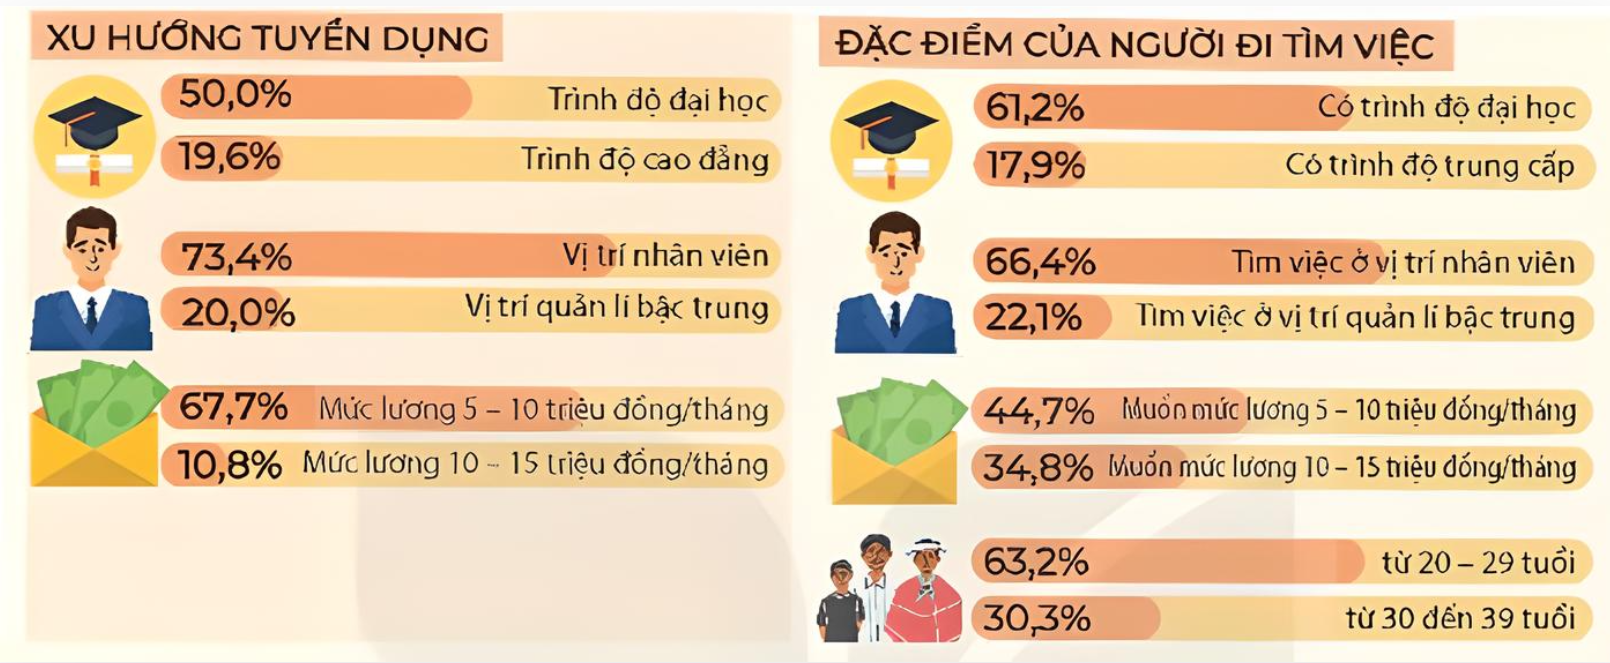 XU HƯỚNG TUYỂN DỤNG
50,0% Trình độ đại học
19,6% Trình độ cao đẳng
73,4% Vị trí nhân viên
20,0% Vị trí quản lí bậc trung
67,7% Mức lương 5 – 10 triệu đồng/tháng
10,8% Mức lương 10 – 15 triệu đồng/tháng
ĐẶC ĐIỂM CỦA NGƯỜI ĐI TÌM VIỆC
61,2% Có trình độ đại học
17,9% Có trình độ trung cấp
66,4% Tìm việc ở vị trí nhân viên
22,1% Tìm việc ở vị trí quản lí bậc trung
44,7% Muốn mức lương 5 – 10 triệu đồng/tháng
34,8% Muốn mức lương 10 – 15 triệu đồng/tháng
63,2% từ 20 – 29 tuổi
30,3% từ 30 đến 39 tuổi